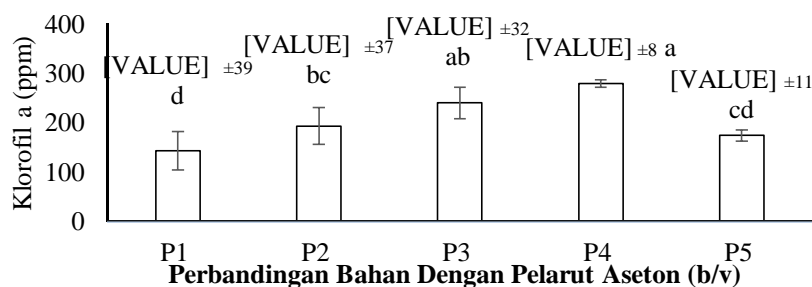 400
300
200
100
0
Klorofil a (ppm)
[VALUE] ±39
d
[VALUE] ±37
bc
[VALUE] ±32
ab
[VALUE] ±8 a
[VALUE] ±11
cd
P1 P2 P3 P4 P5
Perbandingan Bahan Dengan Pelarut Aseton (b/v)